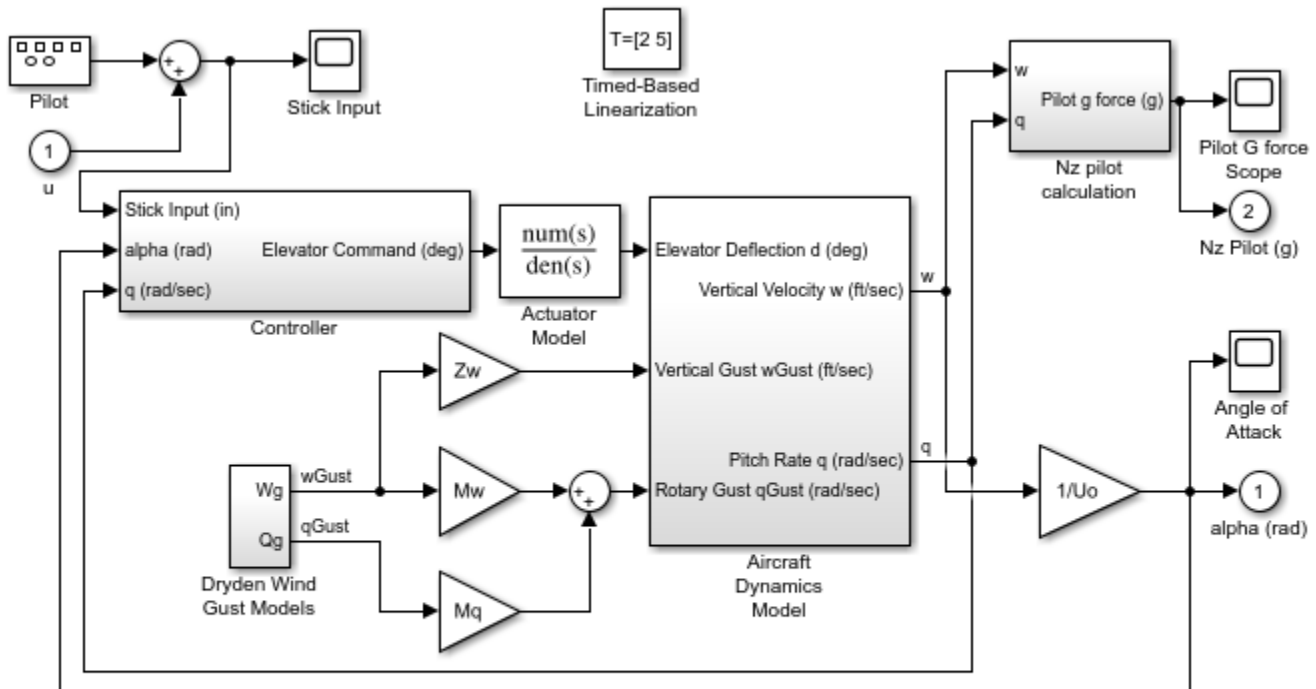 Pilot
+
+
Stick Input
1
u
T=[2 5]
Timed-Based
Linearization
w
Pilot g force (g)
q
Nz pilot
calculation
Pilot G force
Scope
2
Nz Pilot (g)
Stick Input (in)
alpha (rad)
Elevator Command (deg)
q (rad/sec)
Controller
num(s)
den(s)
Actuator
Model
Elevator Deflection d (deg)
Vertical Velocity w (ft/sec)
w
Vertical Gust wGust (ft/sec)
Pitch Rate q (rad/sec)
q
Rotary Gust qGust (rad/sec)
Aircraft
Dynamics
Model
Zw
Mw
Mq
+
+
Wg
wGust
Qg
qGust
Dryden Wind
Gust Models
Angle of
Attack
1/Uo
1
alpha (rad)